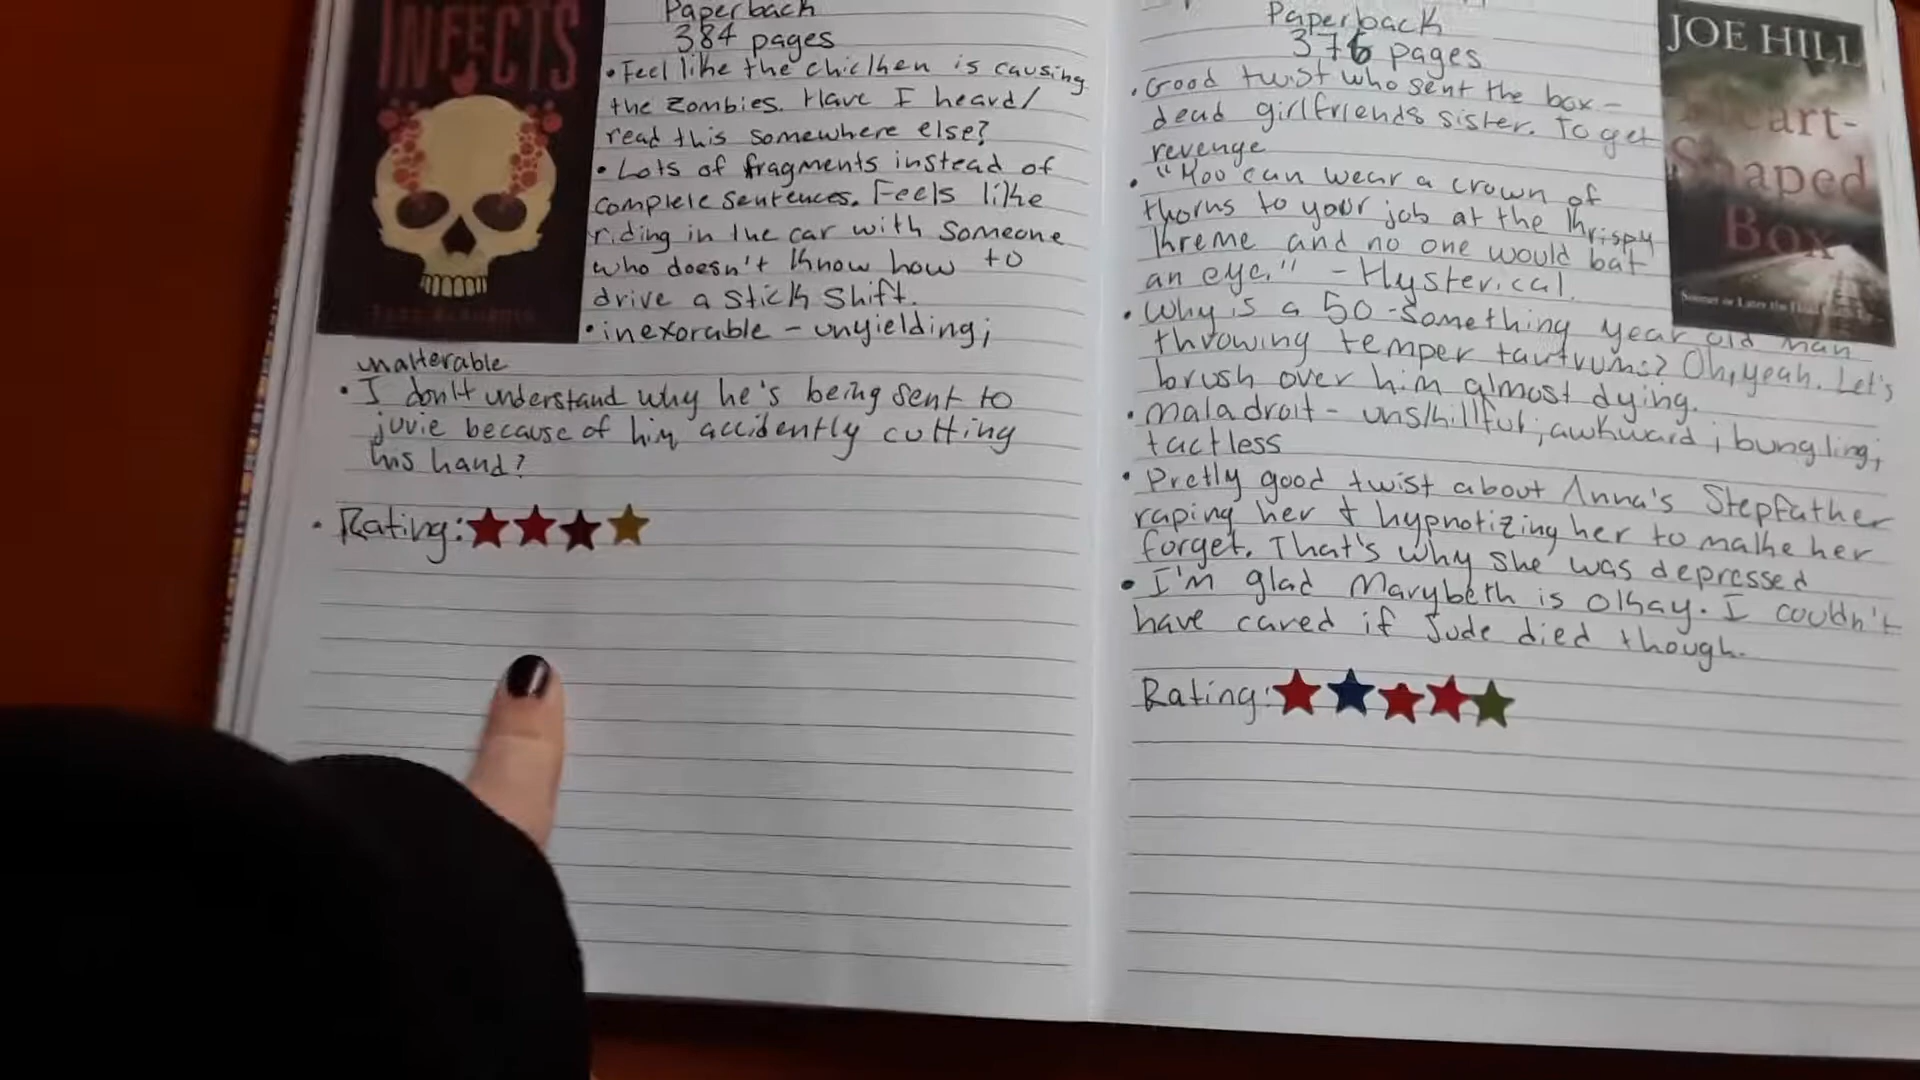 INFECTS
Paperback
384 pages
• Feel like the chicken is causing
the zombies. Have I heard/
read this somewhere else?
• Lots of fragments instead of
complete sentences. Feels like
riding in the car with someone
who doesn't know how to
drive a stick shift.
• inexorable - unyielding;
unalterable
• I don't understand why he's being sent to
juvie because of him accidently cutting
his hand?
• Rating:
Paperback
376 pages
• Good twist who sent the box -
dead girlfriends sister. To get
revenge
• "You can wear a crown of
thorns to your job at the Krispy
Kreme and no one would bat
an eye." - Hysterical.
• Why is a 50-something year old man
throwing temper tantrums? Oh, yeah. Let's
brush over him almost dying.
• maladroit - unskillful; awkward; bungling;
tactless
• Pretly good twist about Anna's Stepfather
raping her & hypnotizing her to make her
forget. That's why she was depressed
• I'm glad Marybeth is okay. I couldn't
have cared if Jude died though.
Rating:
JOE HILL
Heart-
Shaped
Box
Sooner or Later the